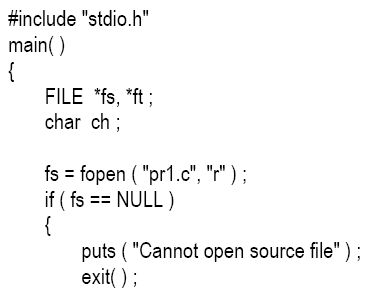 #include "stdio.h"
main( )
{
FILE  *fs, *ft ;
char  ch ;
fs = fopen ( "pr1.c", "r" ) ;
if ( fs == NULL )
{
puts ( "Cannot open source file" ) ;
exit( ) ;